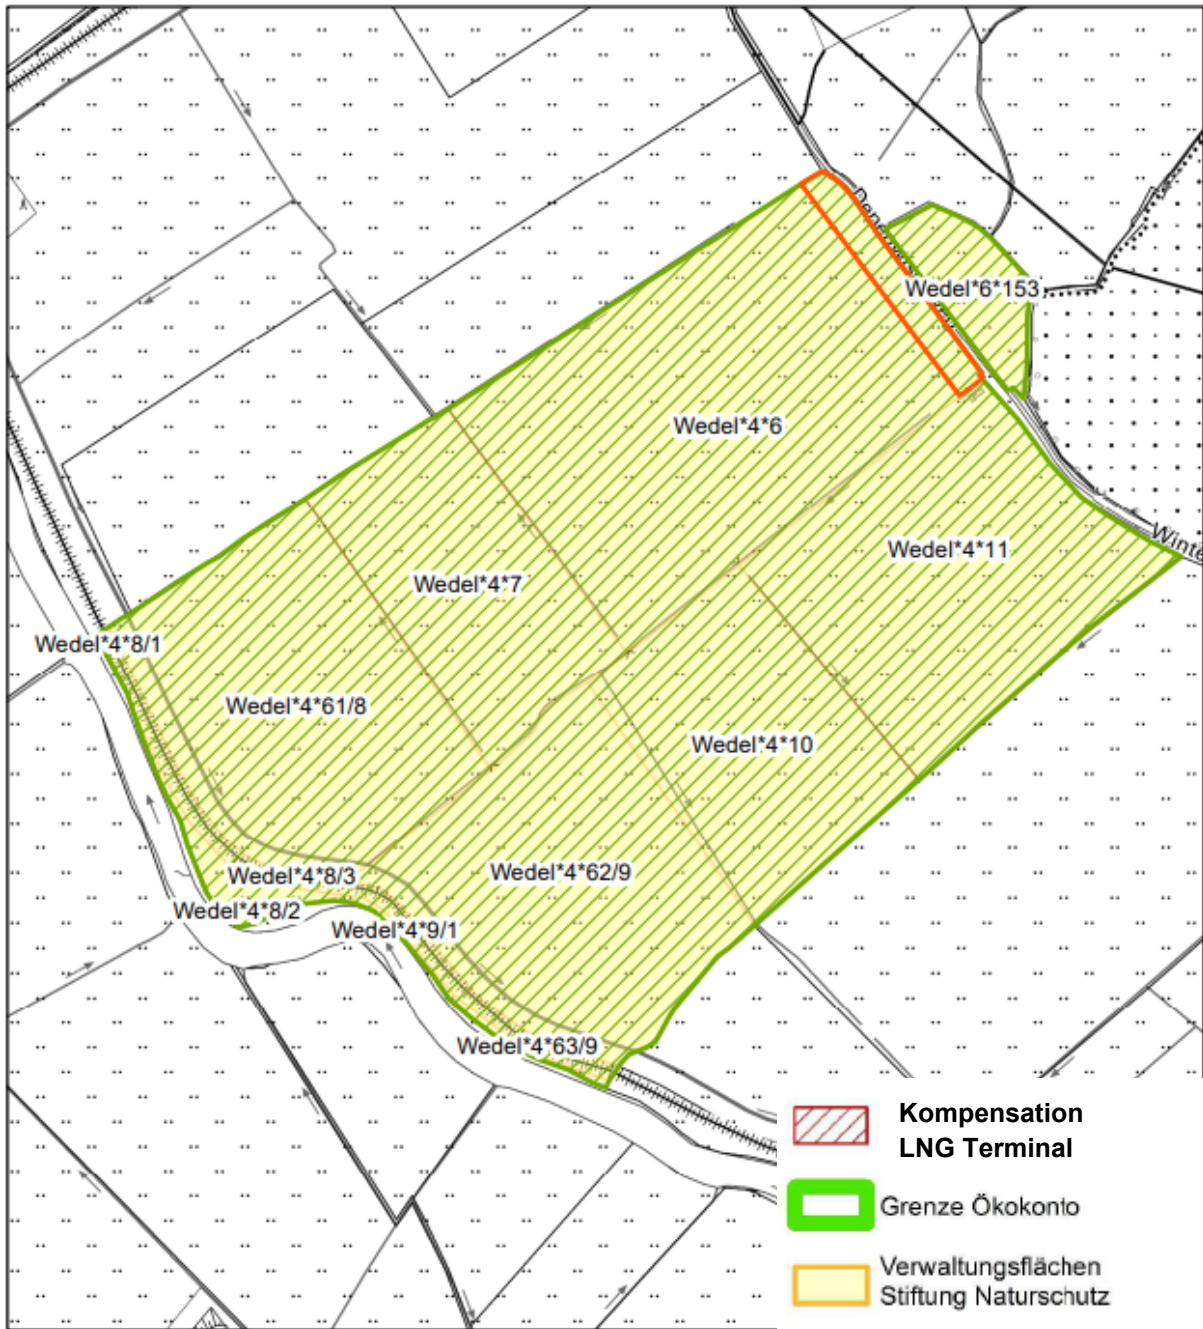 Wedel*6*153
Wedel*4*6
Wedel*4*11
Winte
Wedel*4*7
Wedel*4*8/1
Wedel*4*61/8
Wedel*4*10
Wedel*4*62/9
Wedel*4*8/3
Wedel*4*8/2
Wedel*4*9/1
Wedel*4*63/9
Kompensation
LNG Terminal
Grenze Ökokonto
Verwaltungsflächen
Stiftung Naturschutz